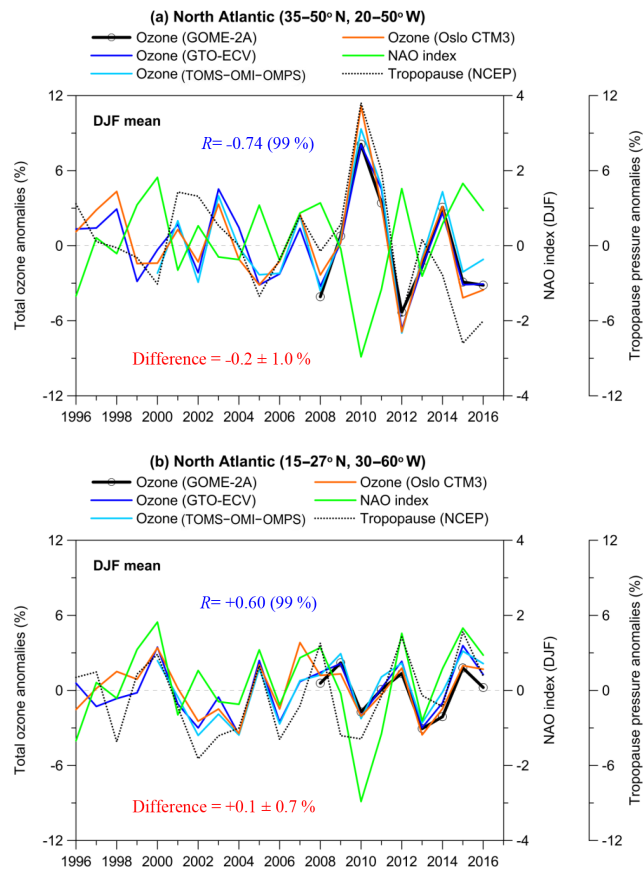 (a) North Atlantic (35–50° N, 20–50° W)
Ozone (GOME-2A)
Ozone (Oslo CTM3)
Ozone (GTO-ECV)
NAO index
Ozone (TOMS–OMI–OMPS)
Tropopause (NCEP)
12
4
12
DJF mean
R= -0.74 (99 %)
6
2
6
0
0
0
-6
-2
-6
Difference = -0.2 ± 1.0 %
-12
-4
-12
Total ozone anomalies (%)
NAO index (DJF)
Tropopause pressure anomalies (%)
1996 1998 2000 2002 2004 2006 2008 2010 2012 2014 2016
(b) North Atlantic (15–27° N, 30–60° W)
Ozone (GOME-2A)
Ozone (Oslo CTM3)
Ozone (GTO-ECV)
NAO index
Ozone (TOMS–OMI–OMPS)
Tropopause (NCEP)
12
4
12
DJF mean
R= +0.60 (99 %)
6
2
6
0
0
0
-6
-2
-6
Difference = +0.1 ± 0.7 %
-12
-4
-12
Total ozone anomalies (%)
NAO index (DJF)
Tropopause pressure anomalies (%)
1996 1998 2000 2002 2004 2006 2008 2010 2012 2014 2016